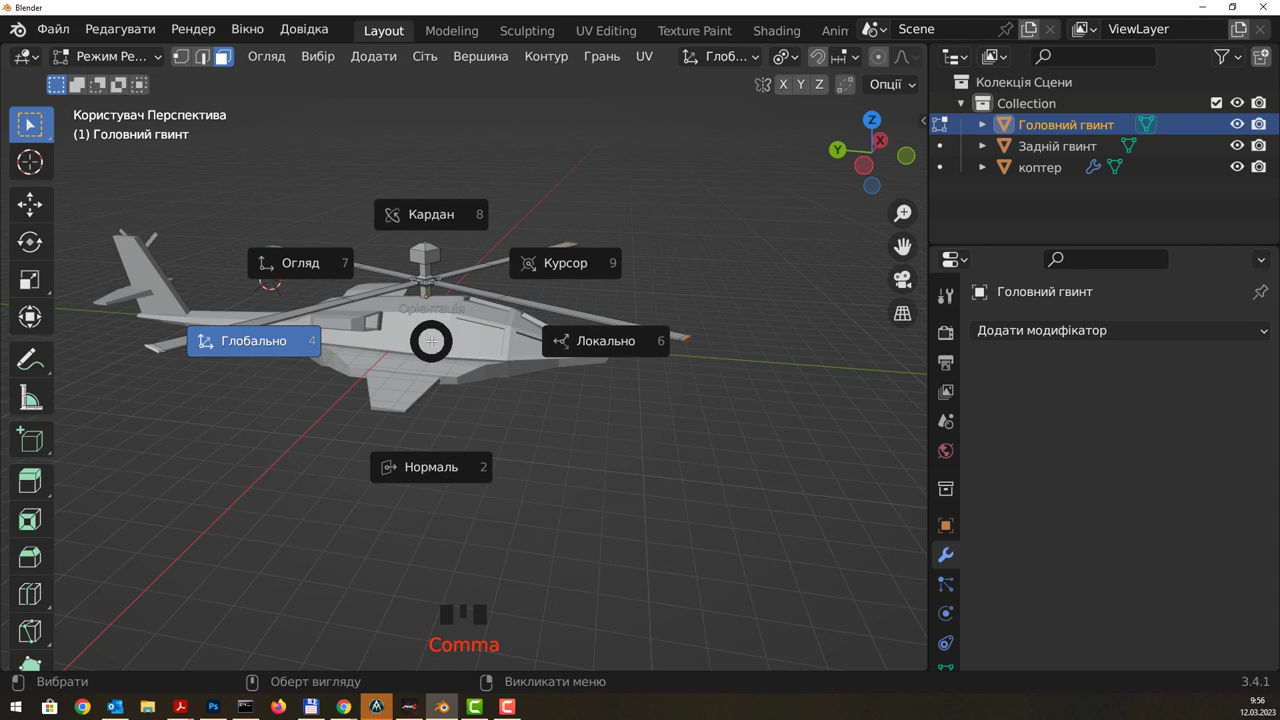 Blender
Файл Редагувати Рендер Вікно Довідка Layout Modeling Sculpting UV Editing Texture Paint Shading Anim Scene ViewLayer
Режим Ре... Огляд Вибір Додати Сіть Вершина Контур Грань UV Глоб...
X Y Z Опції
Користувач Перспектива
(1) Головний гвинт
Z
X
Y
Кардан 8
Огляд 7
Курсор 9
Орієнтація
Глобально 4
Локально 6
Нормаль 2
Comma
Колекція Сцени
Collection
Головний гвинт
Задній гвинт
коптер
Головний гвинт
Додати модифікатор
Вибрати Оберт вигляду Викликати меню 3.4.1
9:56
12.03.2023